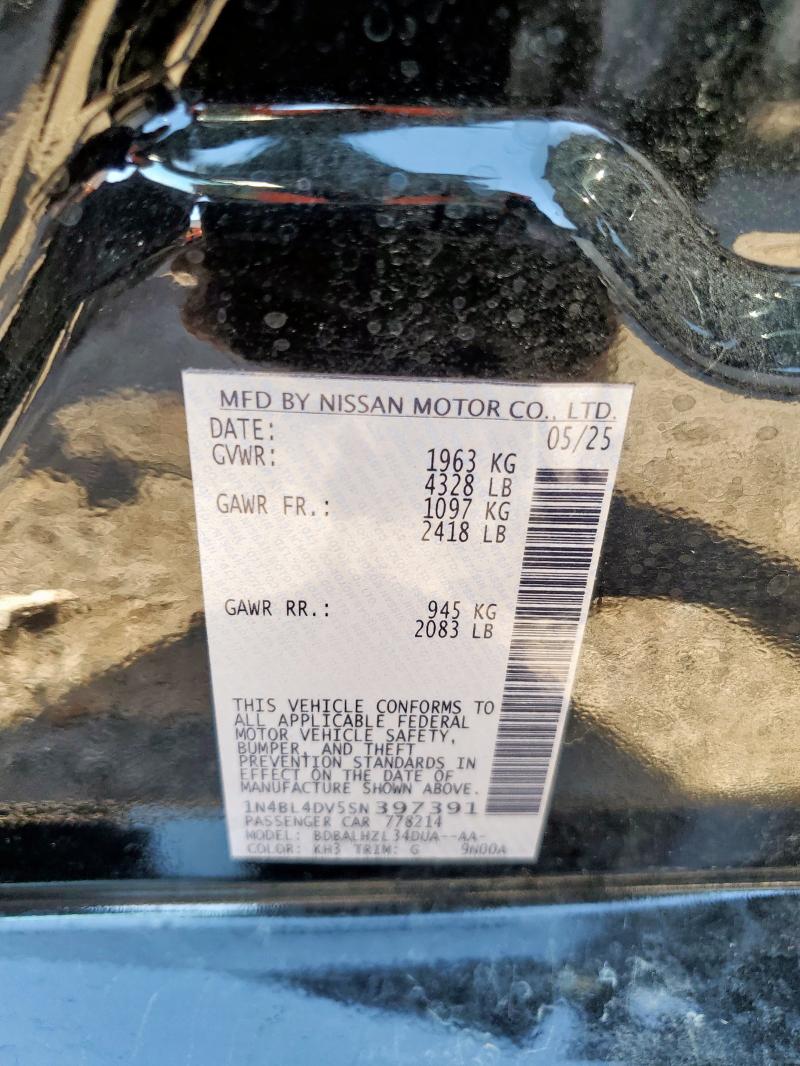 MFD BY NISSAN MOTOR CO., LTD.
DATE: 05/25
GVWR: 1963 KG
4328 LB
GAWR FR.: 1097 KG
2418 LB
GAWR RR.: 945 KG
2083 LB
THIS VEHICLE CONFORMS TO
ALL APPLICABLE FEDERAL
MOTOR VEHICLE SAFETY,
BUMPER, AND THEFT
PREVENTION STANDARDS IN
EFFECT ON THE DATE OF
MANUFACTURE SHOWN ABOVE.
1N4BL4DV5SN397391
PASSENGER CAR 778214
MODEL: BDBALHZL34DUA--AA-
COLOR: KH3 TRIM: G 9N00A